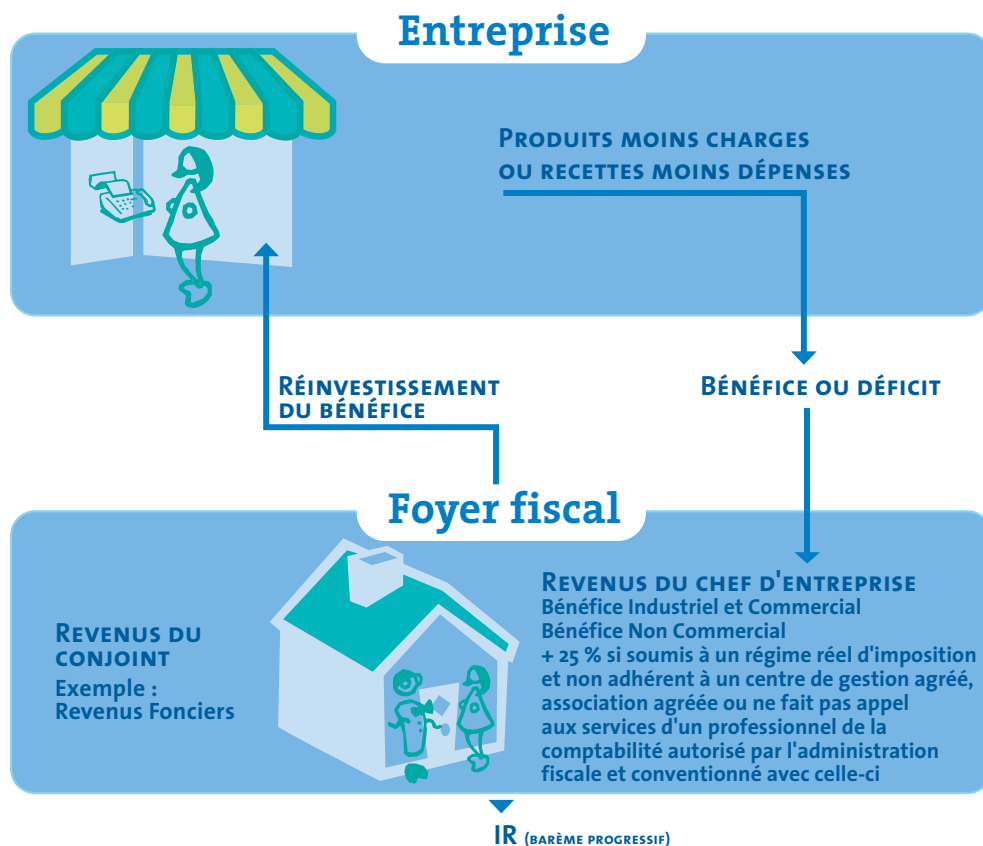 Entreprise
PRODUITS MOINS CHARGES
OU RECETTES MOINS DÉPENSES
RÉINVESTISSEMENT
DU BÉNÉFICE
BÉNÉFICE OU DÉFICIT
Foyer fiscal
REVENUS DU
CONJOINT
Exemple :
Revenus Fonciers
REVENUS DU CHEF D'ENTREPRISE
Bénéfice Industriel et Commercial
Bénéfice Non Commercial
+ 25 % si soumis à un régime réel d'imposition
et non adhérent à un centre de gestion agréé,
association agréée ou ne fait pas appel
aux services d'un professionnel de la
comptabilité autorisé par l'administration
fiscale et conventionné avec celle-ci
IR (BARÈME PROGRESSIF)